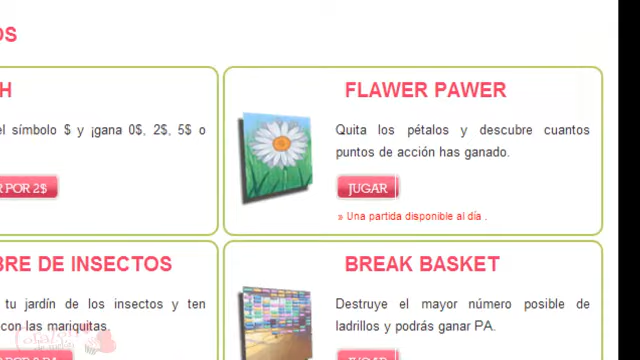 OS
H
el símbolo $ y ¡gana 0$, 2$, 5$ o
R POR 2$
FLAWER PAWER
Quita los pétalos y descubre cuantos
puntos de acción has ganado.
JUGAR
» Una partida disponible al día .
BRE DE INSECTOS
tu jardín de los insectos y ten
con las mariquitas.
BREAK BASKET
Destruye el mayor número posible de
ladrillos y podrás ganar PA.
JUGAR